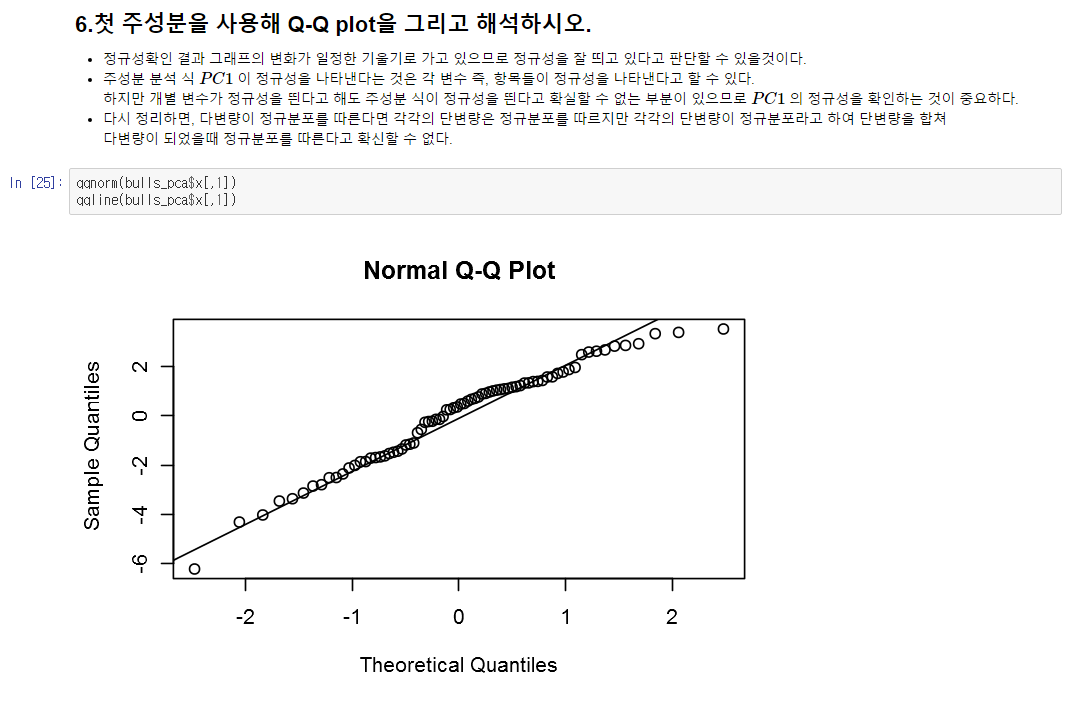 6.첫 주성분을 사용해 Q-Q plot을 그리고 해석하시오.
• 정규성확인 결과 그래프의 변화가 일정한 기울기로 가고 있으므로 정규성을 잘 띄고 있다고 판단할 수 있을것이다.
• 주성분 분석 식 PC1 이 정규성을 나타낸다는 것은 각 변수 즉, 항목들이 정규성을 나타낸다고 할 수 있다.
하지만 개별 변수가 정규성을 띈다고 해도 주성분 식이 정규성을 띈다고 확실할 수 없는 부분이 있으므로 PC1 의 정규성을 확인하는 것이 중요하다.
• 다시 정리하면, 다변량이 정규분포를 따른다면 각각의 단변량은 정규분포를 따르지만 각각의 단변량이 정규분포라고 하여 단변량을 합쳐
다변량이 되었을때 정규분포를 따른다고 확신할 수 없다.
In [25]:
qqnorm(bulls_pca$x[,1])
qqline(bulls_pca$x[,1])
Normal Q-Q Plot
Sample Quantiles
2
0
-2
-4
-6
-2 -1 0 1 2
Theoretical Quantiles